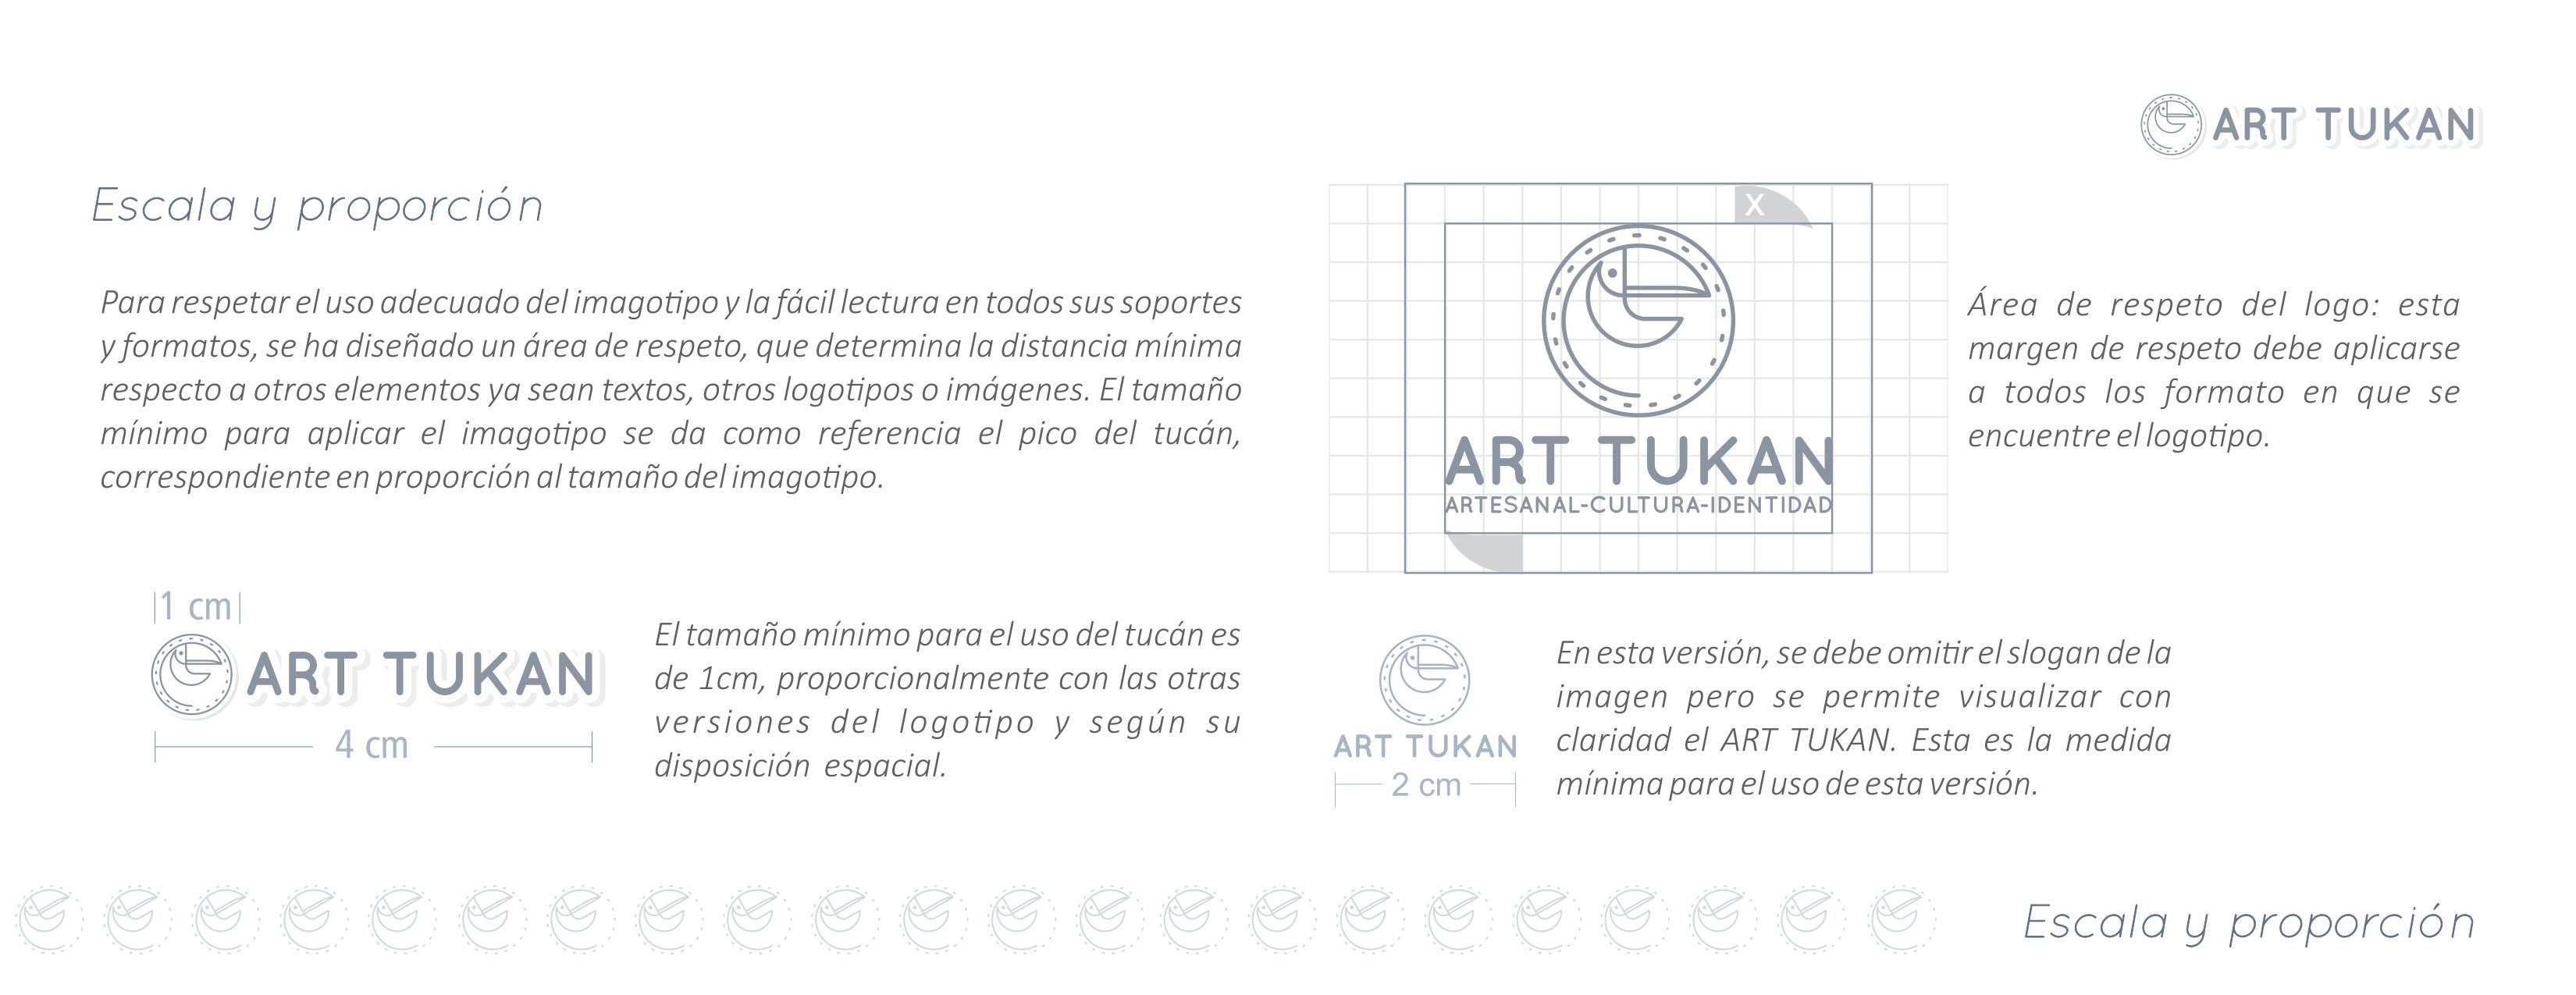 ART TUKAN
Escala y proporción
Para respetar el uso adecuado del imagotipo y la fácil lectura en todos sus soportes
y formatos, se ha diseñado un área de respeto, que determina la distancia mínima
respecto a otros elementos ya sean textos, otros logotipos o imágenes. El tamaño
mínimo para aplicar el imagotipo se da como referencia el pico del tucán,
correspondiente en proporción al tamaño del imagotipo.
X
ART TUKAN
ARTESANAL-CULTURA-IDENTIDAD
Área de respeto del logo: esta
margen de respeto debe aplicarse
a todos los formato en que se
encuentre el logotipo.
1 cm
ART TUKAN
4 cm
El tamaño mínimo para el uso del tucán es
de 1cm, proporcionalmente con las otras
versiones del logotipo y según su
disposición espacial.
ART TUKAN
2 cm
En esta versión, se debe omitir el slogan de la
imagen pero se permite visualizar con
claridad el ART TUKAN. Esta es la medida
mínima para el uso de esta versión.
Escala y proporción